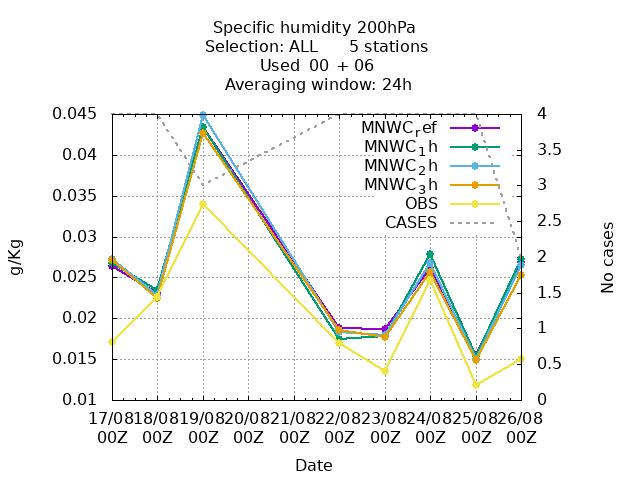 Specific humidity 200hPa
Selection: ALL 5 stations
Used 00 + 06
Averaging window: 24h
0.045
0.04
0.035
0.03
0.025
0.02
0.015
0.01
g/Kg
4
3.5
3
2.5
2
1.5
1
0.5
0
No cases
MNWC_ref
MNWC_1h
MNWC_2h
MNWC_3h
OBS
CASES
17/08 18/08 19/08 20/08 21/08 22/08 23/08 24/08 25/08 26/08
00Z 00Z 00Z 00Z 00Z 00Z 00Z 00Z 00Z 00Z
Date